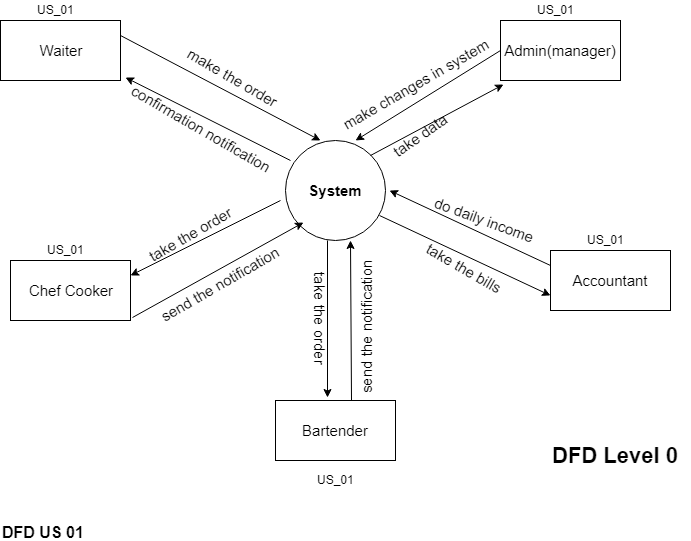 US_01
US_01
Waiter
Admin(manager)
make the order
make changes in system
confirmation notification
take data
System
take the order
do daily income
US_01
US_01
send the notification
take the bills
Chef Cooker
Accountant
take the order
send the notification
Bartender
DFD Level 0
US_01
DFD US 01